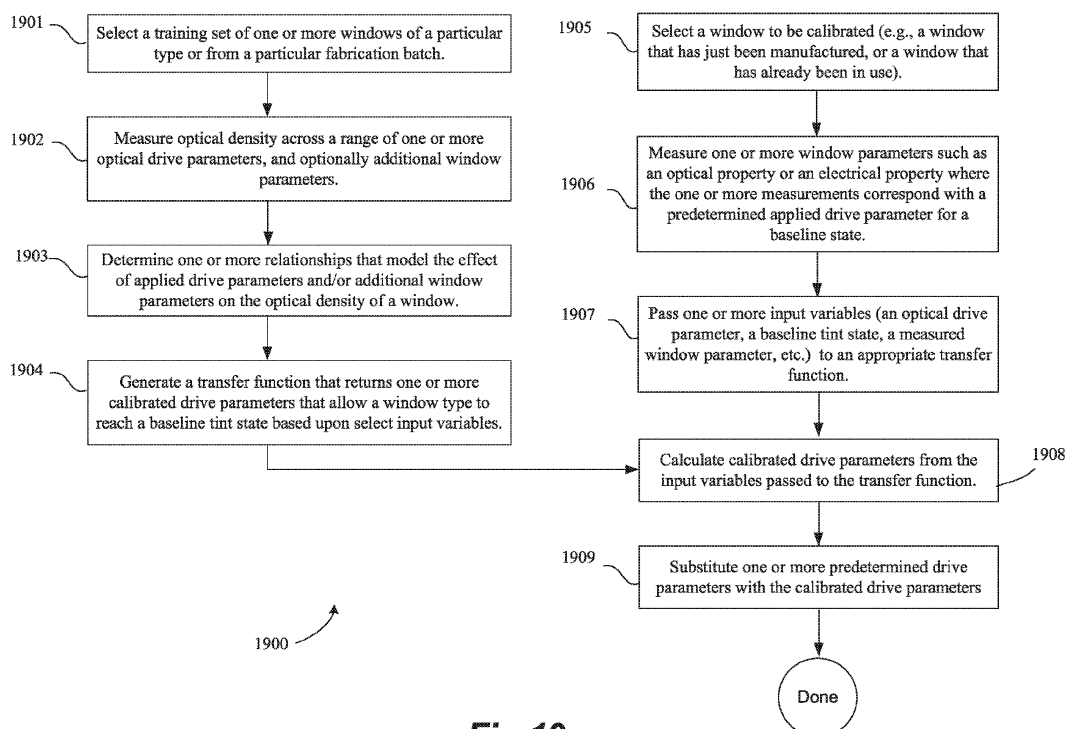 1901
Select a training set of one or more windows of a particular
type or from a particular fabrication batch.
1902
Measure optical density across a range of one or more
optical drive parameters, and optionally additional window
parameters.
1903
Determine one or more relationships that model the effect
of applied drive parameters and/or additional window
parameters on the optical density of a window.
1904
Generate a transfer function that returns one or more
calibrated drive parameters that allow a window type to
reach a baseline tint state based upon select input variables.
1905
Select a window to be calibrated (e.g., a window
that has just been manufactured, or a window that
has already been in use).
1906
Measure one or more window parameters such as
an optical property or an electrical property where
the one or more measurements correspond with a
predetermined applied drive parameter for a
baseline state.
1907
Pass one or more input variables (an optical drive
parameter, a baseline tint state, a measured
window parameter, etc.) to an appropriate transfer
function.
1908
Calculate calibrated drive parameters from the
input variables passed to the transfer function.
1909
Substitute one or more predetermined drive
parameters with the calibrated drive parameters
1900
Done